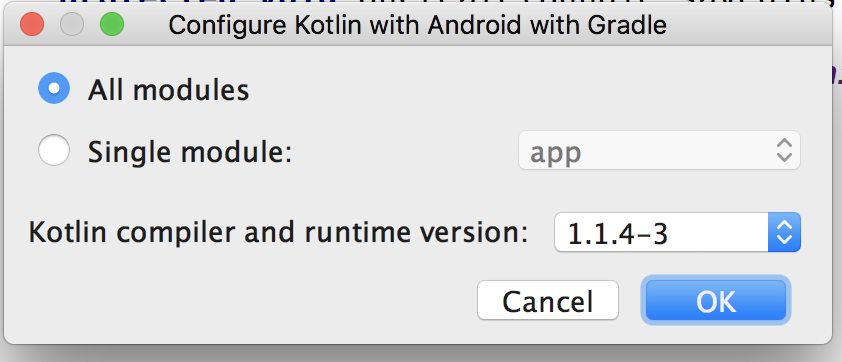 Configure Kotlin with Android with Gradle
All modules
Single module:
app
Kotlin compiler and runtime version:
1.1.4-3
Cancel
OK